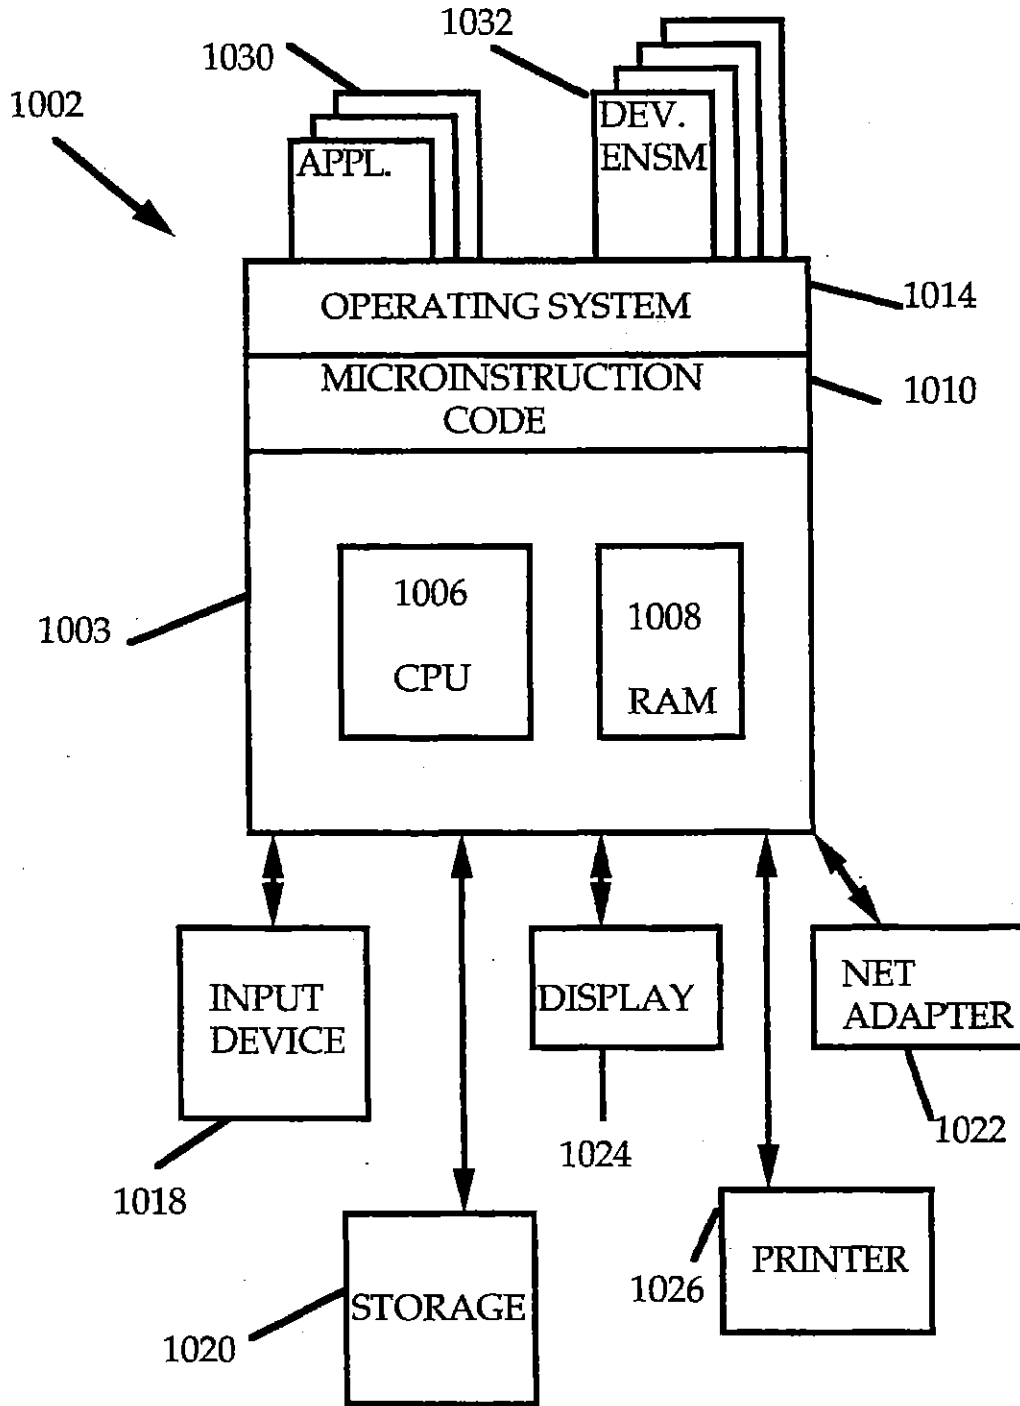 1032
1030
1002
DEV.
ENSM
APPL.
OPERATING SYSTEM
1014
MICROINSTRUCTION
CODE
1010
1006
CPU
1008
RAM
1003
INPUT
DEVICE
DISPLAY
NET
ADAPTER
1018
1024
1022
STORAGE
1020
PRINTER
1026